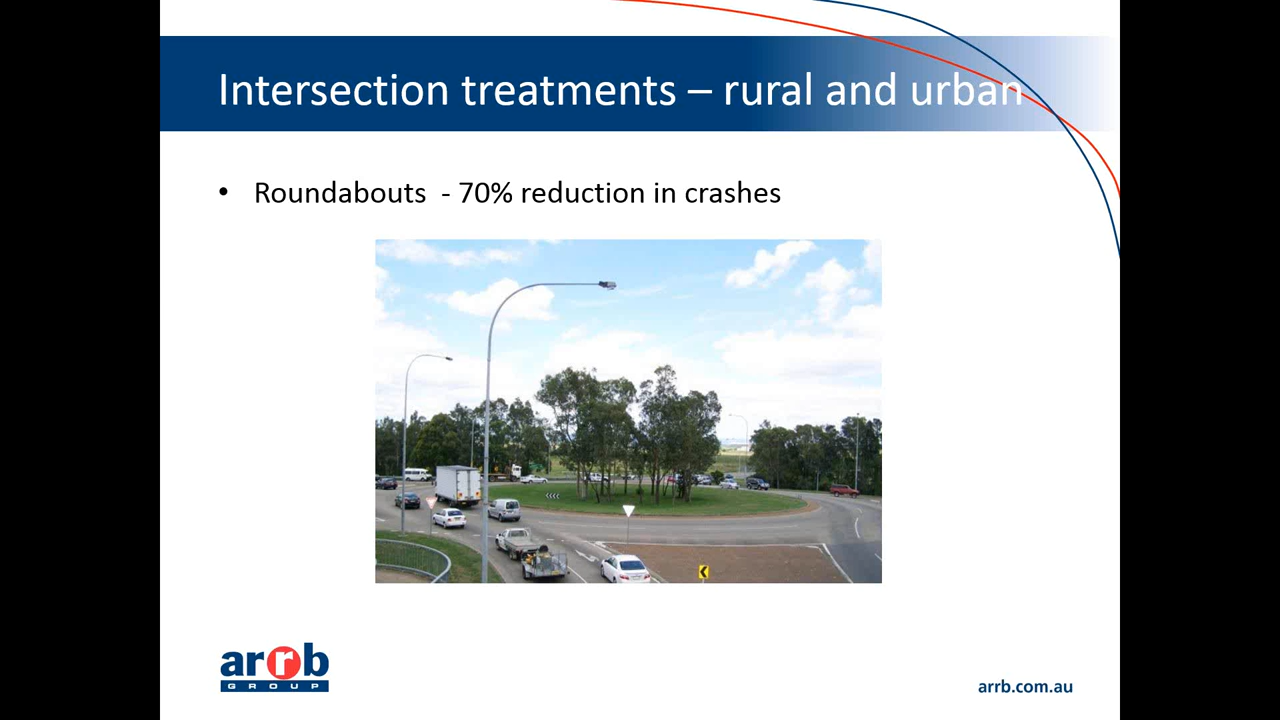 Intersection treatments – rural and urban
• Roundabouts - 70% reduction in crashes
arrb
GROUP
arrb.com.au